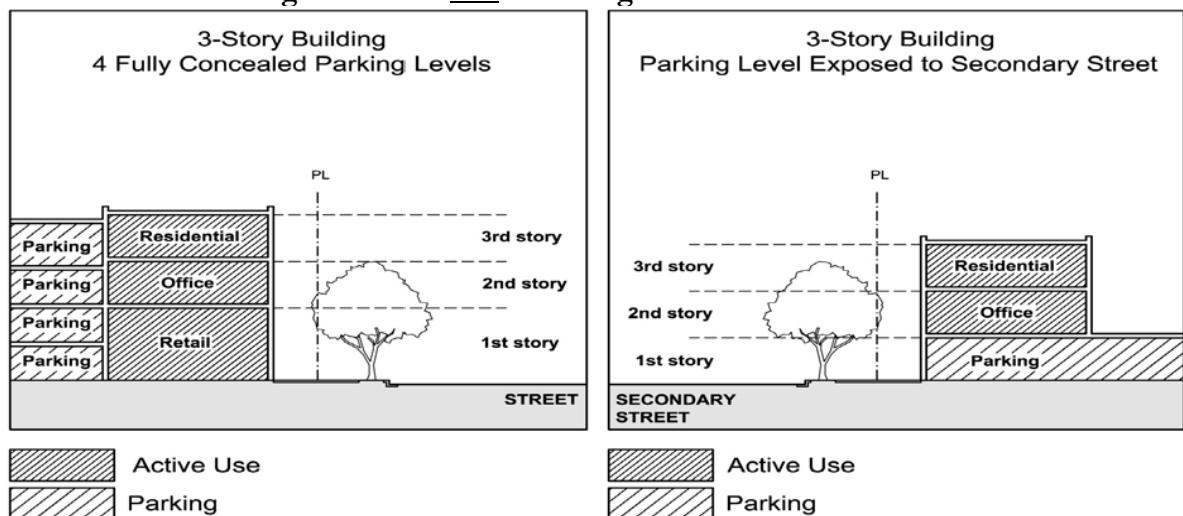 3-Story Building
4 Fully Concealed Parking Levels
PL
Residential
Office
Retail
Parking
Parking
Parking
Parking
3rd story
2nd story
1st story
STREET
Active Use
Parking
3-Story Building
Parking Level Exposed to Secondary Street
PL
3rd story
2nd story
1st story
Residential
Office
Parking
SECONDARY
STREET
Active Use
Parking